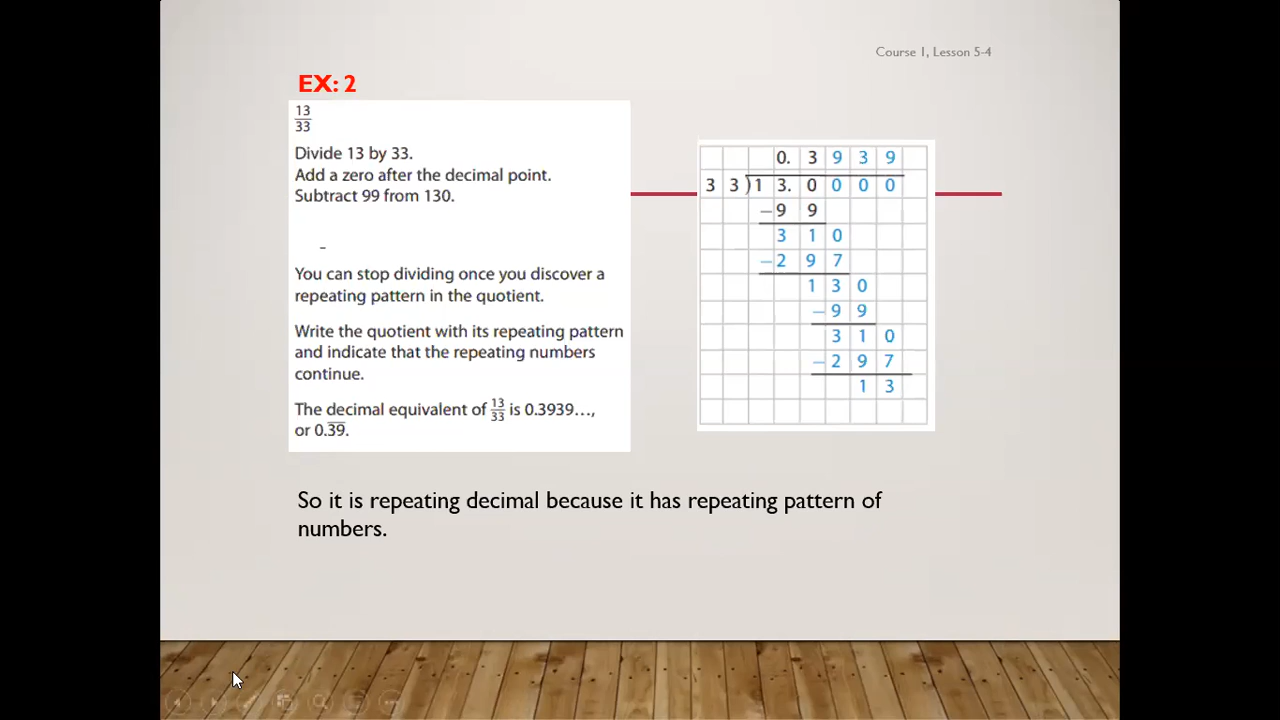 Course 1, Lesson 5-4
EX: 2
13
33
Divide 13 by 33.
Add a zero after the decimal point.
Subtract 99 from 130.
–
You can stop dividing once you discover a
repeating pattern in the quotient.
Write the quotient with its repeating pattern
and indicate that the repeating numbers
continue.
The decimal equivalent of 13/33 is 0.3939…,
or 0.3̅9̅.
0. 3 9 3 9
3 3 ) 1 3. 0 0 0 0
– 9 9
3 1 0
– 2 9 7
1 3 0
– 9 9
3 1 0
– 2 9 7
1 3
So it is repeating decimal because it has repeating pattern of
numbers.